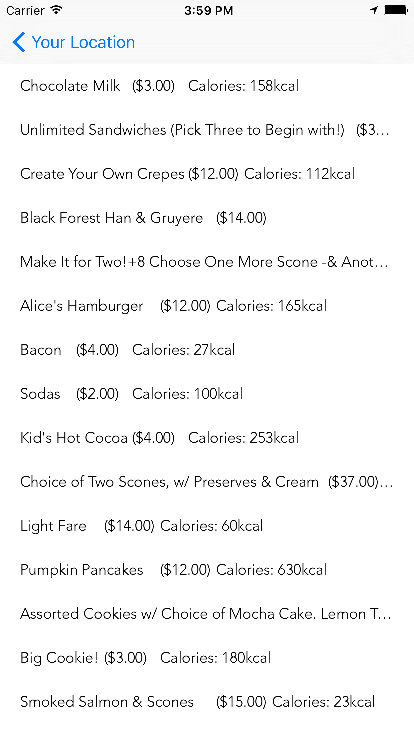 Carrier 3:59 PM
Your Location
Chocolate Milk ($3.00) Calories: 158kcal
Unlimited Sandwiches (Pick Three to Begin with!) ($3...
Create Your Own Crepes ($12.00) Calories: 112kcal
Black Forest Han & Gruyere ($14.00)
Make It for Two!+8 Choose One More Scone -& Anot...
Alice's Hamburger ($12.00) Calories: 165kcal
Bacon ($4.00) Calories: 27kcal
Sodas ($2.00) Calories: 100kcal
Kid's Hot Cocoa ($4.00) Calories: 253kcal
Choice of Two Scones, w/ Preserves & Cream ($37.00)...
Light Fare ($14.00) Calories: 60kcal
Pumpkin Pancakes ($12.00) Calories: 630kcal
Assorted Cookies w/ Choice of Mocha Cake. Lemon T...
Big Cookie! ($3.00) Calories: 180kcal
Smoked Salmon & Scones ($15.00) Calories: 23kcal